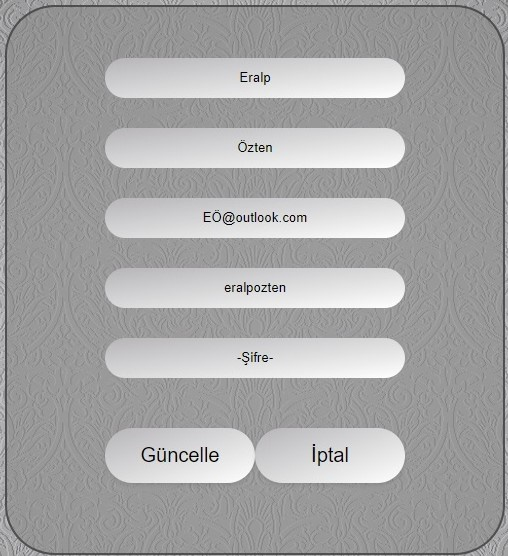 Eralp
Özten
EÖ@outlook.com
eralpozten
-Şifre-
Güncelle İptal